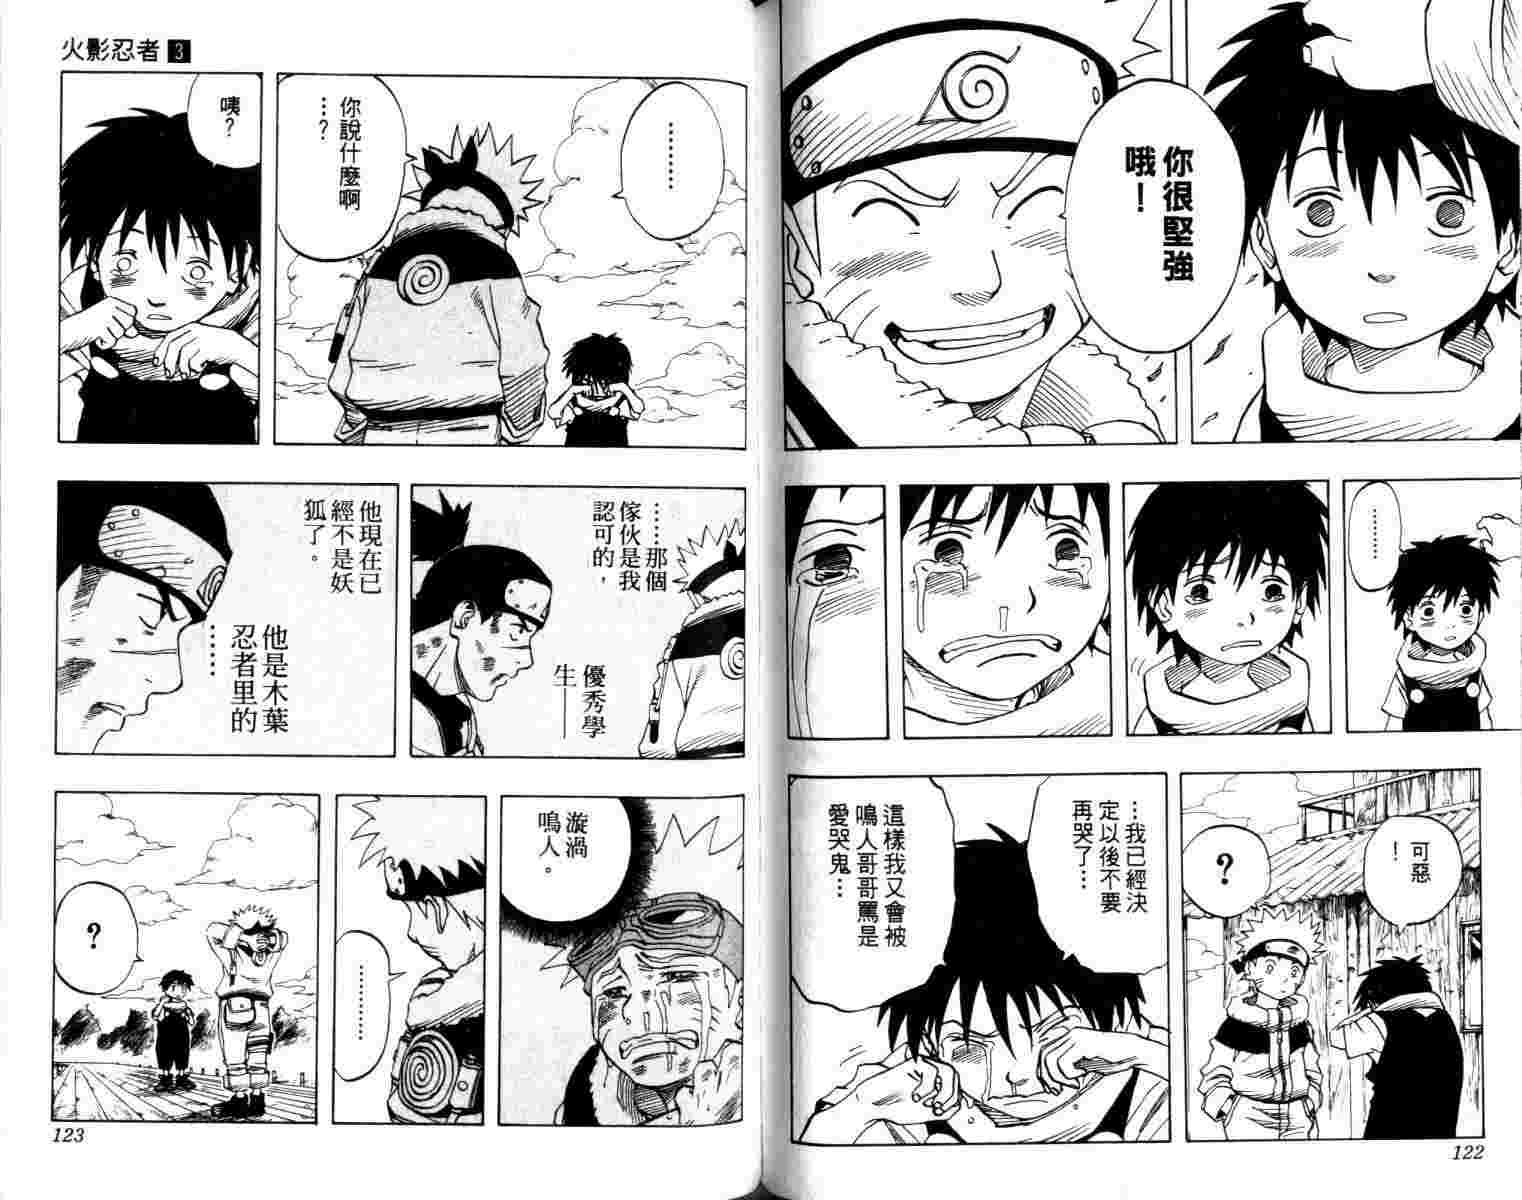 你很堅強
哦！
………
可惡
！
？
…我已經決
定以後不要
再哭了…
這樣我又會被
鳴人哥哥罵是
愛哭鬼…
122
火影忍者 3
………
你說什麼啊
…？
咦？
……那個
傢伙是我
認可的，
優秀學
生——
他現在已
經不是妖
狐了。
他是木葉
忍者里的
……
漩渦
鳴人。
………
？
123